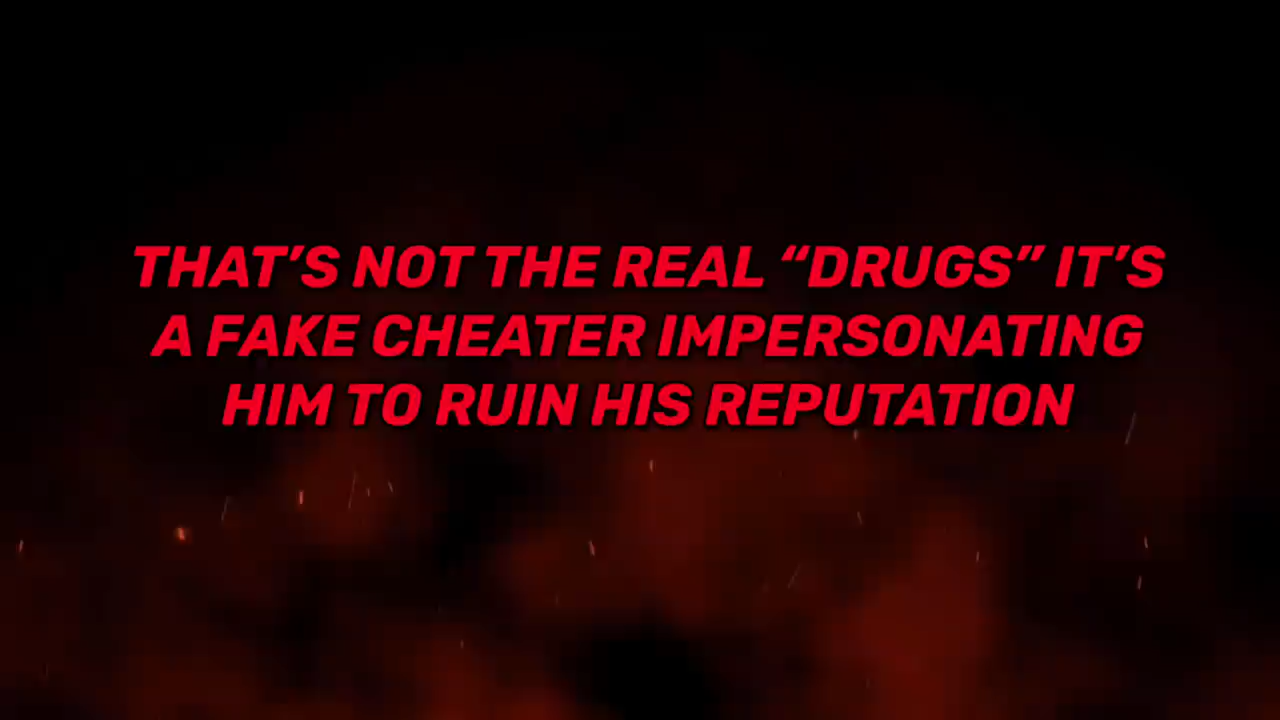 THAT’S NOT THE REAL “DRUGS” IT’S
A FAKE CHEATER IMPERSONATING
HIM TO RUIN HIS REPUTATION